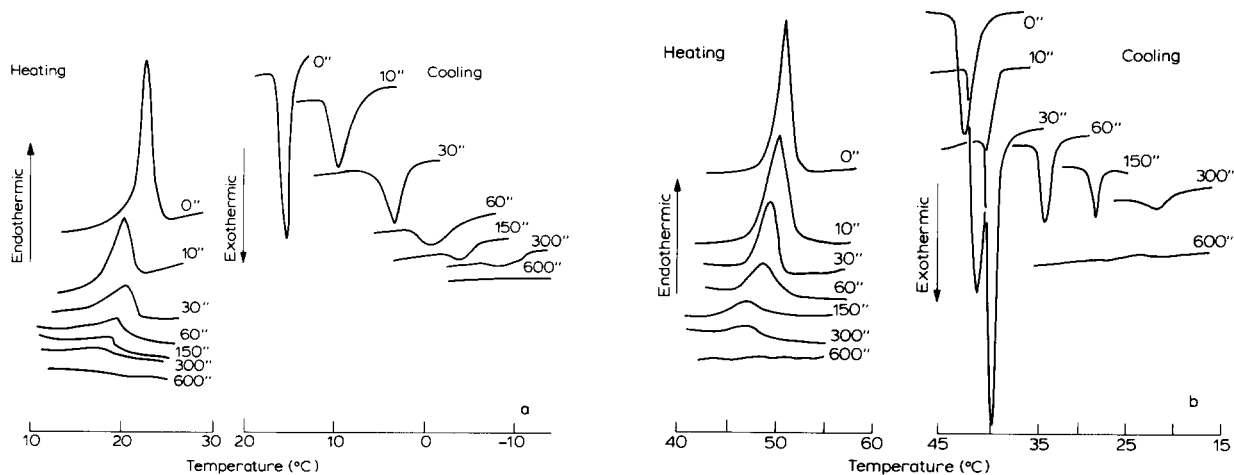 Heating
Endothermic
0"
10"
30"
60"
150"
300"
600"
10 20 30
Cooling
Exothermic
0"
10"
30"
60"
150"
300"
600"
20 10 0 -10
Temperature (°C)
a
Heating
Endothermic
0"
10"
30"
60"
150"
300"
600"
40 50 60
Temperature (°C)
Cooling
Exothermic
0"
10"
30"
60"
150"
300"
600"
45 35 25 15
Temperature (°C)
b